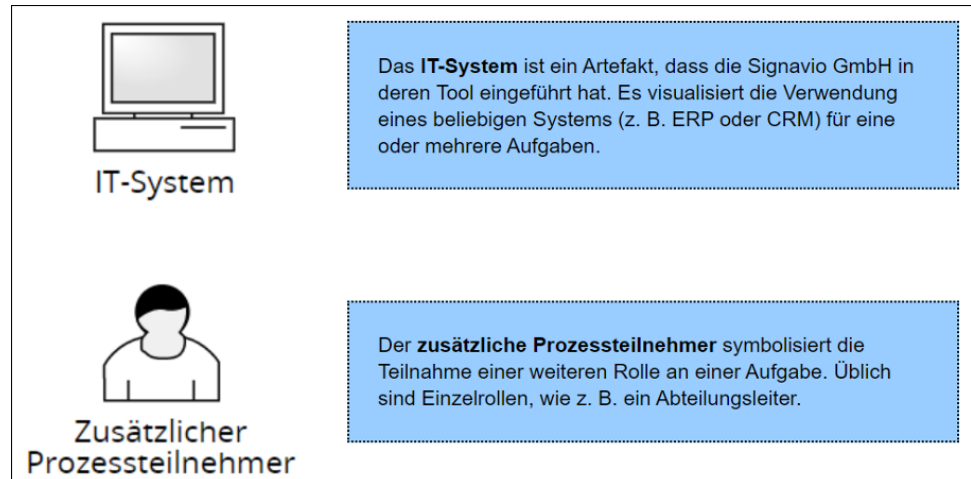 IT-System
Das IT-System ist ein Artefakt, dass die Signavio GmbH in
deren Tool eingeführt hat. Es visualisiert die Verwendung
eines beliebigen Systems (z. B. ERP oder CRM) für eine
oder mehrere Aufgaben.
Zusätzlicher
Prozessteilnehmer
Der zusätzliche Prozessteilnehmer symbolisiert die
Teilnahme einer weiteren Rolle an einer Aufgabe. Üblich
sind Einzelrollen, wie z. B. ein Abteilungsleiter.